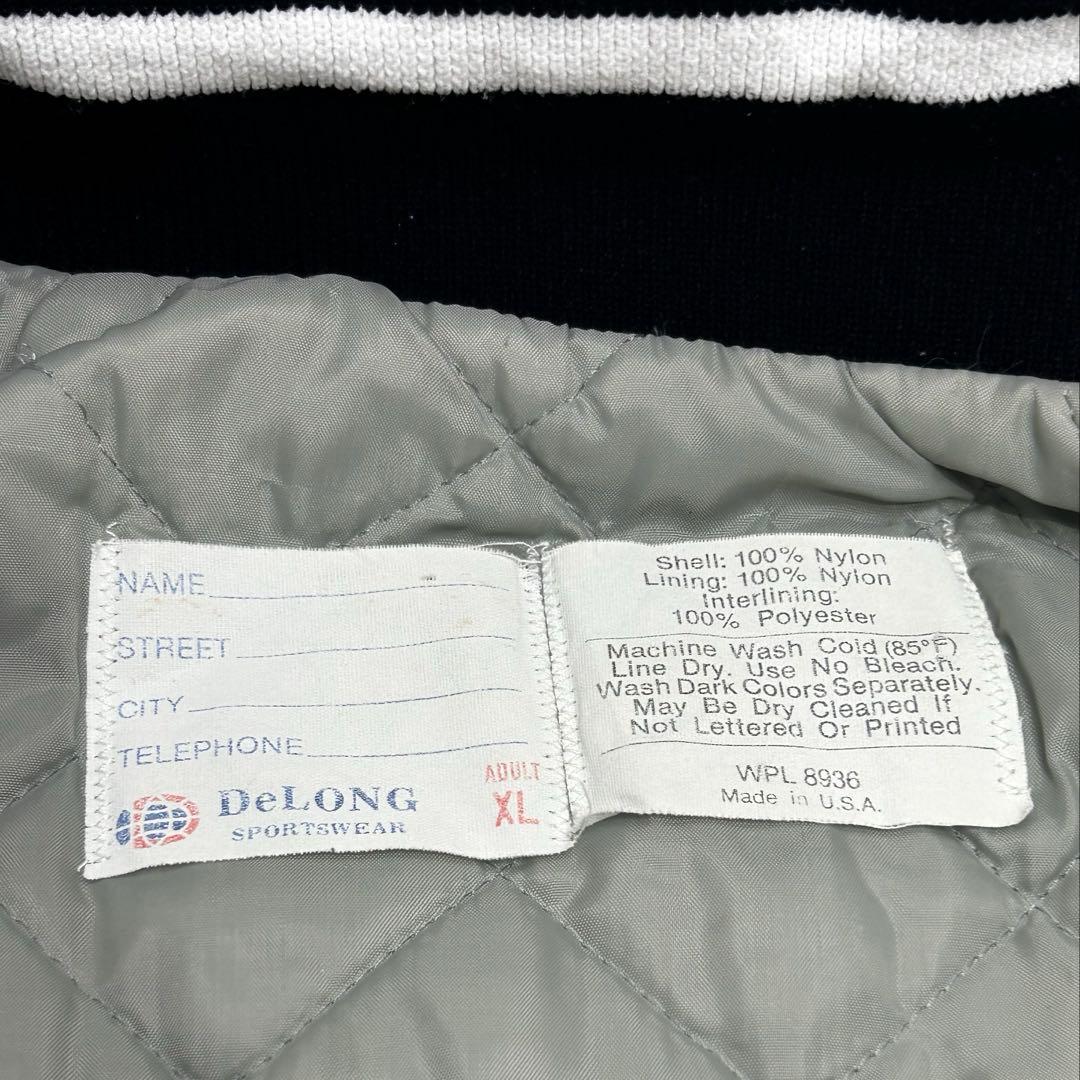 NAME
STREET
CITY
TELEPHONE
DeLONG
SPORTSWEAR
ADULT
XL
Shell: 100% Nylon
Lining: 100% Nylon
Interlining:
100% Polyester
Machine Wash Cold (85°F)
Line Dry. Use No Bleach.
Wash Dark Colors Separately.
May Be Dry Cleaned If
Not Lettered Or Printed
WPL 8936
Made in U.S.A.